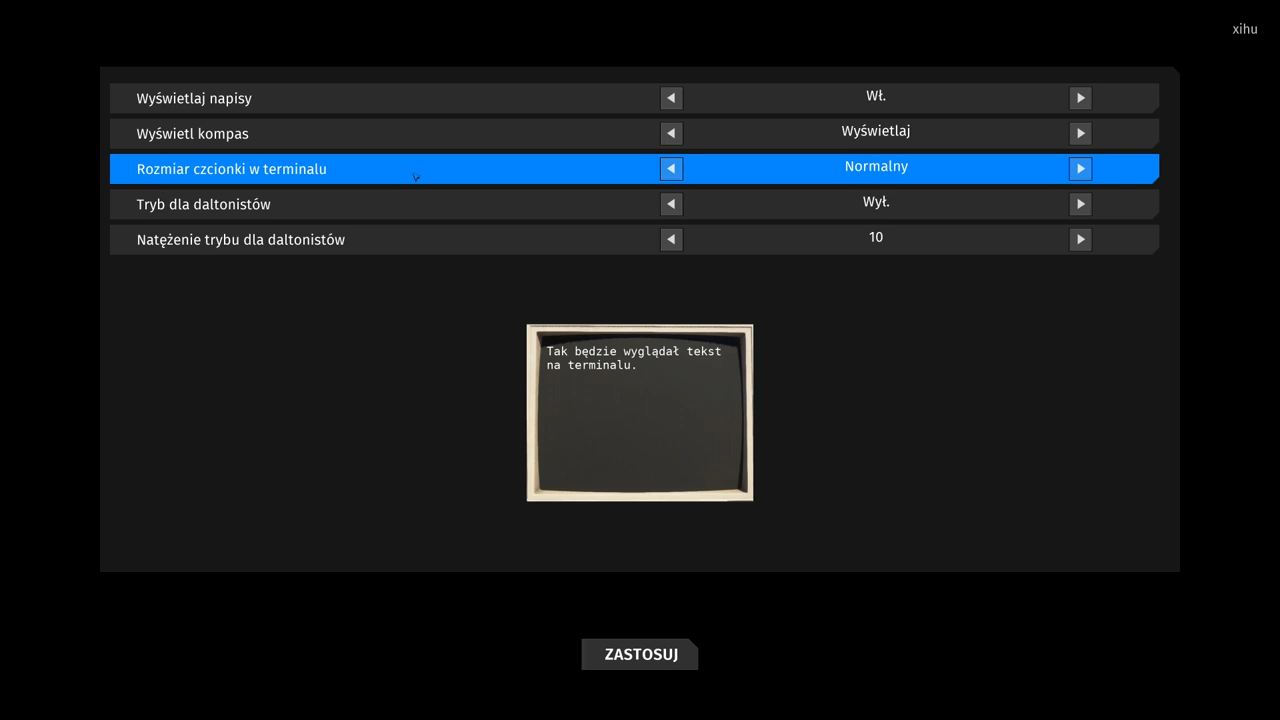 xihu
Wyświetlaj napisy Wł.
Wyświetl kompas Wyświetlaj
Rozmiar czcionki w terminalu Normalny
Tryb dla daltonistów Wył.
Natężenie trybu dla daltonistów 10
Tak będzie wyglądał tekst
na terminalu.
ZASTOSUJ